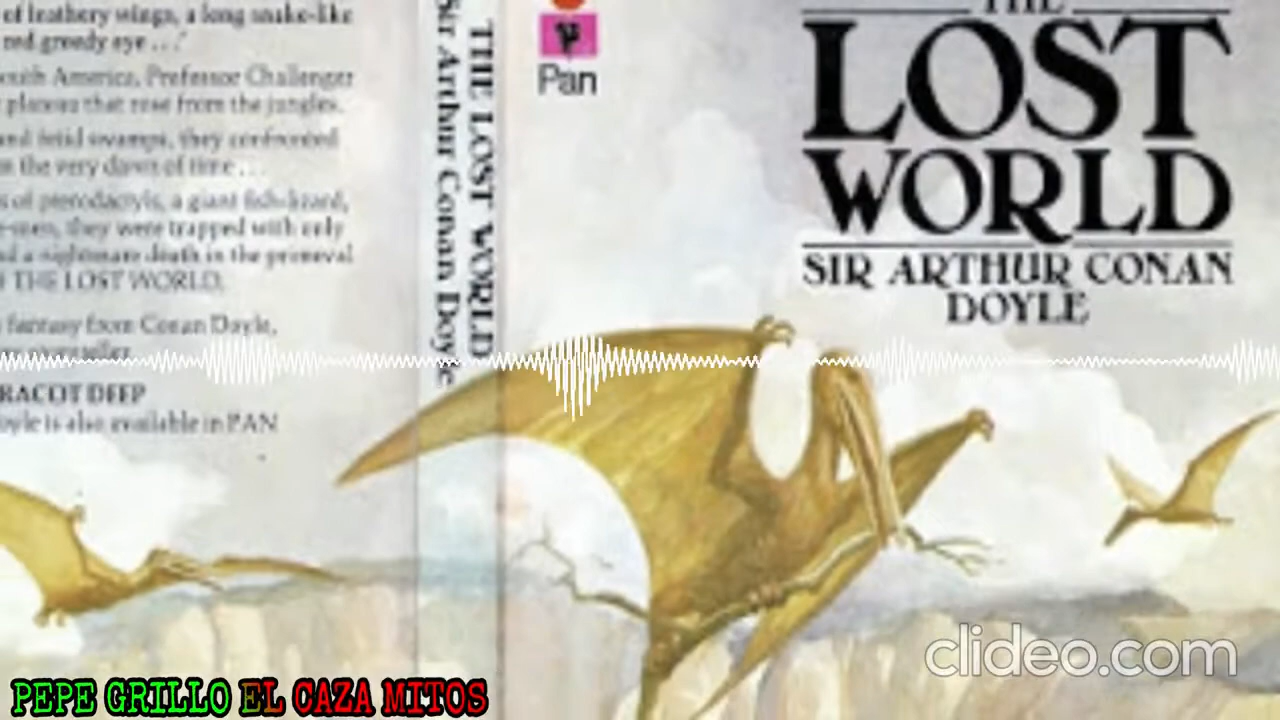 of leathery wings, a long snake-like
red greedy eye . . .'
South America, Professor Challenger
plateau that rose from the jungles.
and fetid swamps, they confronted
the very dawn of time . . .
of pterodactyls, a giant fish-lizard,
they were trapped with only
a nightmare death in the primeval
THE LOST WORLD.
fantasy from Conan Doyle,
RACOT DEEP
oyle is also available in PAN
THE LOST WORLD
Sir Arthur Conan Doyle
Pan
THE
LOST
WORLD
SIR ARTHUR CONAN
DOYLE
clideo.com
PEPE GRILLO EL CAZA MITOS